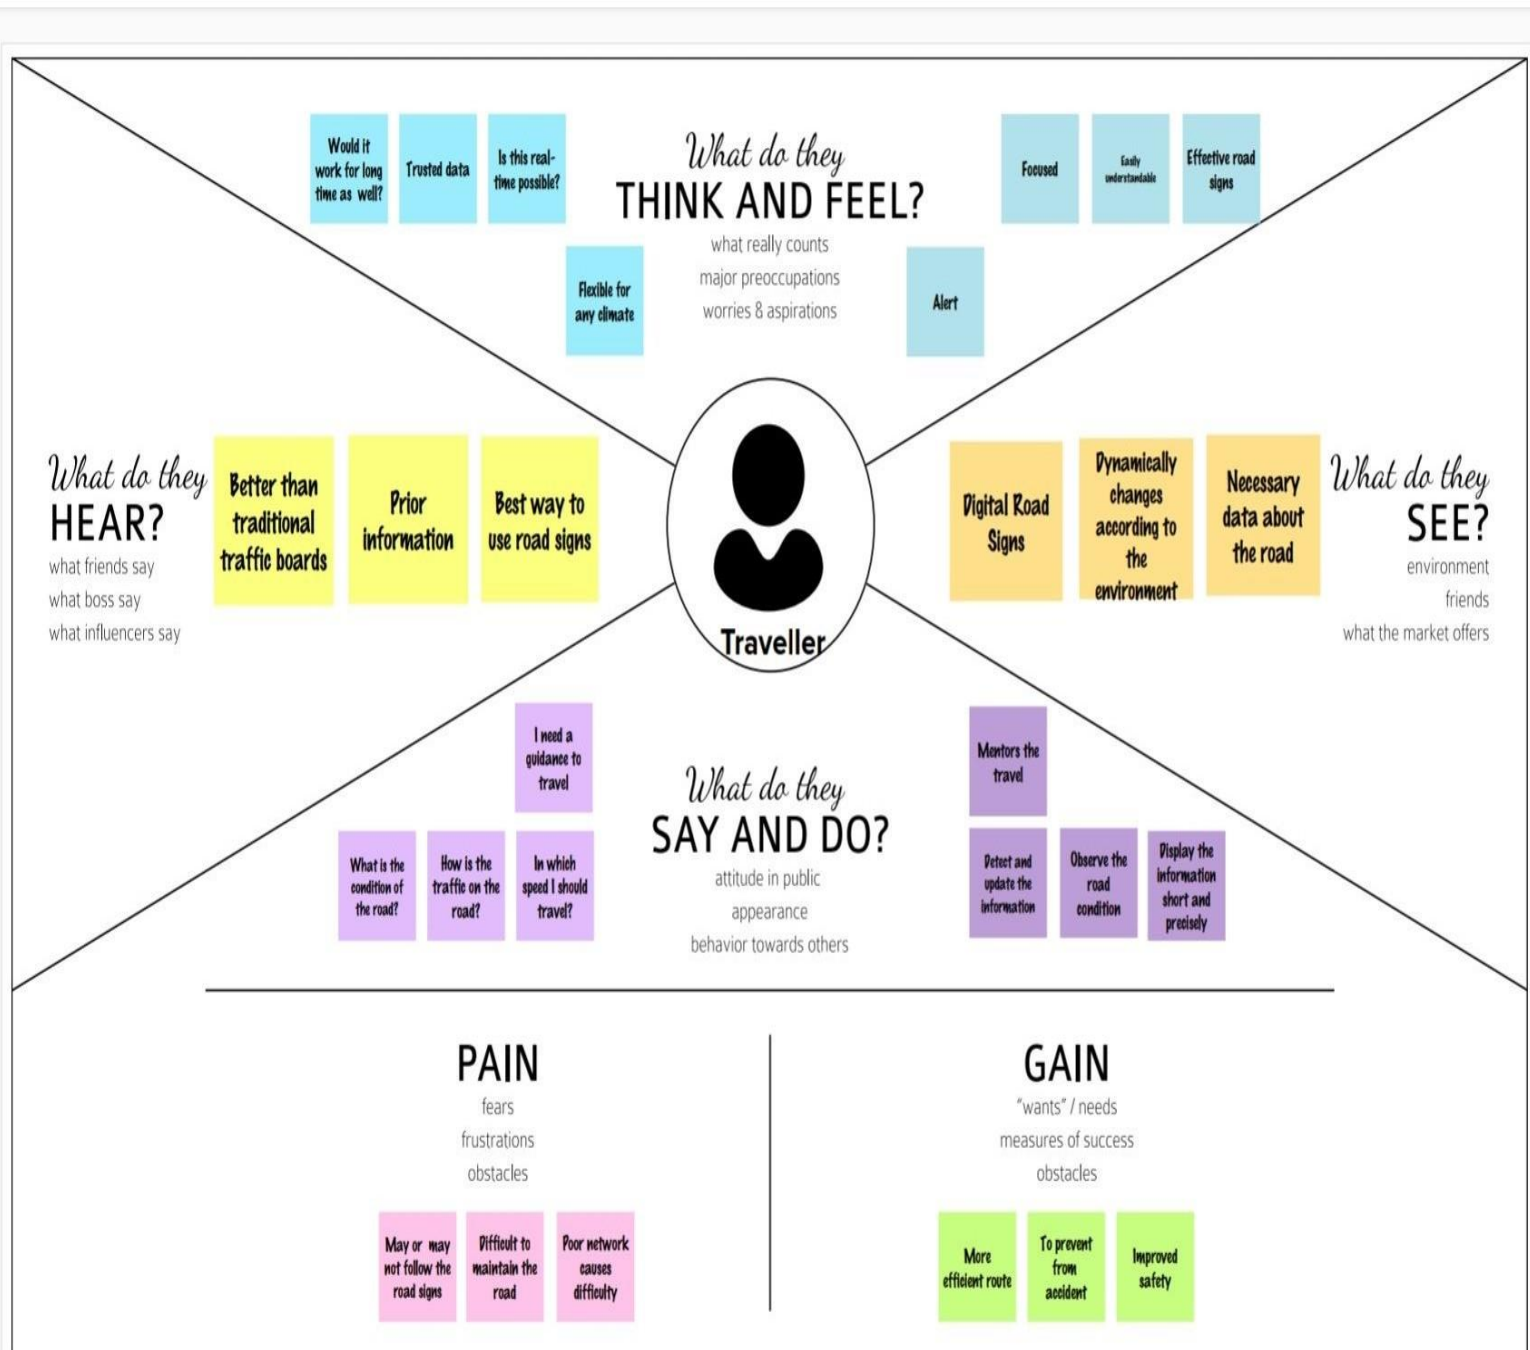 Would it
work for long
time as well?
Trusted data
Is this real-
time possible?
Flexible for
any climate
What do they
THINK AND FEEL?
what really counts
major preoccupations
worries & aspirations
Focused
Easily
understandable
Effective road
signs
Alert
What do they
HEAR?
what friends say
what boss say
what influencers say
Better than
traditional
traffic boards
Prior
information
Best way to
use road signs
Traveller
Digital Road
Signs
Dynamically
changes
according to
the
environment
Necessary
data about
the road
What do they
SEE?
environment
friends
what the market offers
I need a
guidance to
travel
What is the
condition of
the road?
How is the
traffic on the
road?
In which
speed I should
travel?
What do they
SAY AND DO?
attitude in public
appearance
behavior towards others
Mentors the
travel
Detect and
update the
information
Observe the
road
condition
Display the
information
short and
precisely
PAIN
fears
frustrations
obstacles
May or may
not follow the
road signs
Difficult to
maintain the
road
Poor network
causes
difficulty
GAIN
"wants" / needs
measures of success
obstacles
More
efficient route
To prevent
from
accident
Improved
safety